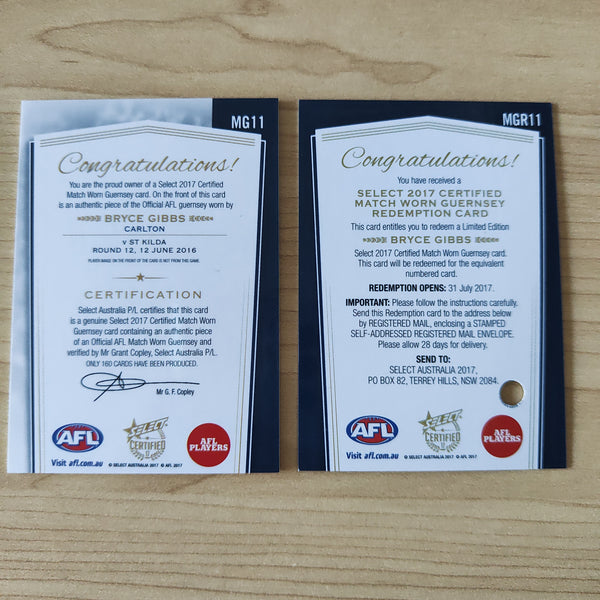 MG11
Congratulations!
You are the proud owner of a Select 2017 Certified
Match Worn Guernsey card. On the front of this card
is an authentic piece of the Official AFL guernsey worn by
BRYCE GIBBS
CARLTON
v ST KILDA
ROUND 12, 12 JUNE 2016
PLAYER IMAGE ON THE FRONT OF THE CARD IS NOT FROM THIS GAME.
CERTIFICATION
Select Australia P/L certifies that this card
is a genuine Select 2017 Certified Match Worn
Guernsey card containing an authentic piece
of an Official AFL Match Worn Guernsey and
verified by Mr Grant Copley, Select Australia P/L.
ONLY 160 CARDS HAVE BEEN PRODUCED.
Mr G. F. Copley
AFL
SELECT
CERTIFIED
AFL
PLAYERS
Visit afl.com.au
© SELECT AUSTRALIA 2017 © AFL 2017
MGR11
Congratulations!
You have received a
SELECT 2017 CERTIFIED
MATCH WORN GUERNSEY
REDEMPTION CARD
This card entitles you to redeem a Limited Edition
BRYCE GIBBS
Select 2017 Certified Match Worn Guernsey card.
This card will be redeemed for the equivalent
numbered card.
REDEMPTION OPENS: 31 July 2017.
IMPORTANT: Please follow the instructions carefully.
Send this Redemption card to the address below
by REGISTERED MAIL, enclosing a STAMPED
SELF-ADDRESSED REGISTERED MAIL ENVELOPE.
Please allow 28 days for delivery.
SEND TO:
SELECT AUSTRALIA 2017,
PO BOX 82, TERREY HILLS, NSW 2084.
AFL
SELECT
CERTIFIED
AFL
PLAYERS
Visit afl.com.au
© SELECT AUSTRALIA 2017 © AFL 2017